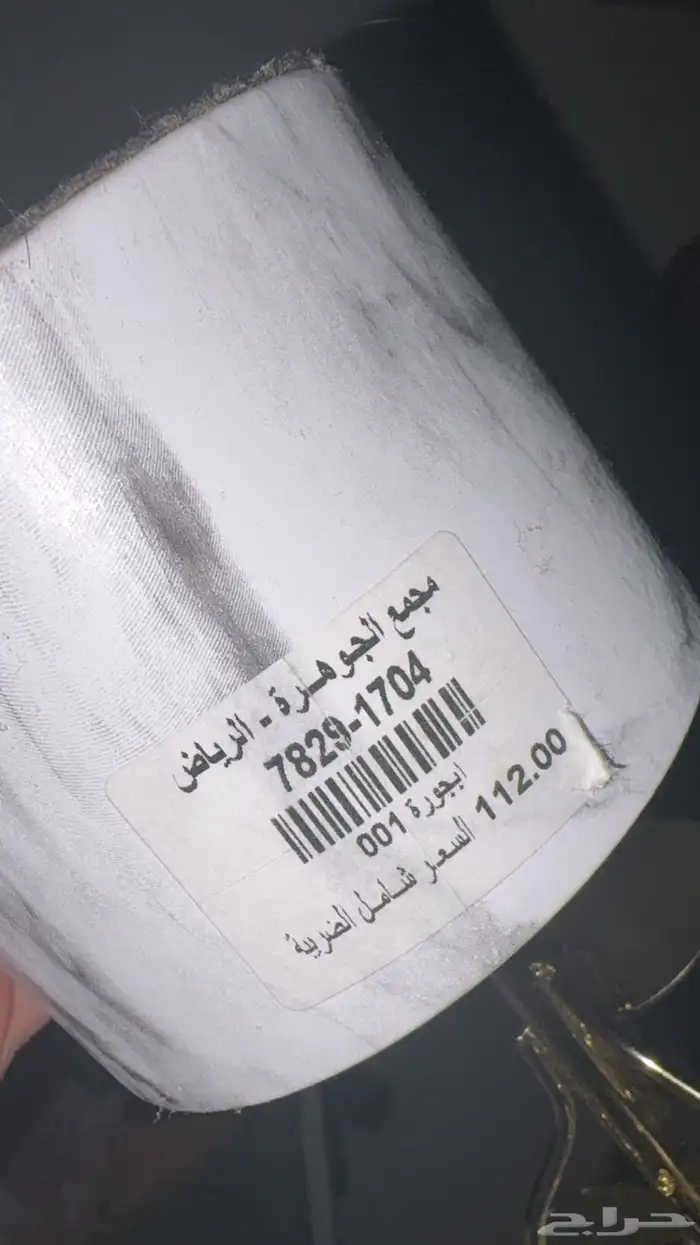 مجمع الجوهرة - الرياض
7829-1704
ابجورة 001
السعر شامل الضريبة 112.00
حراج